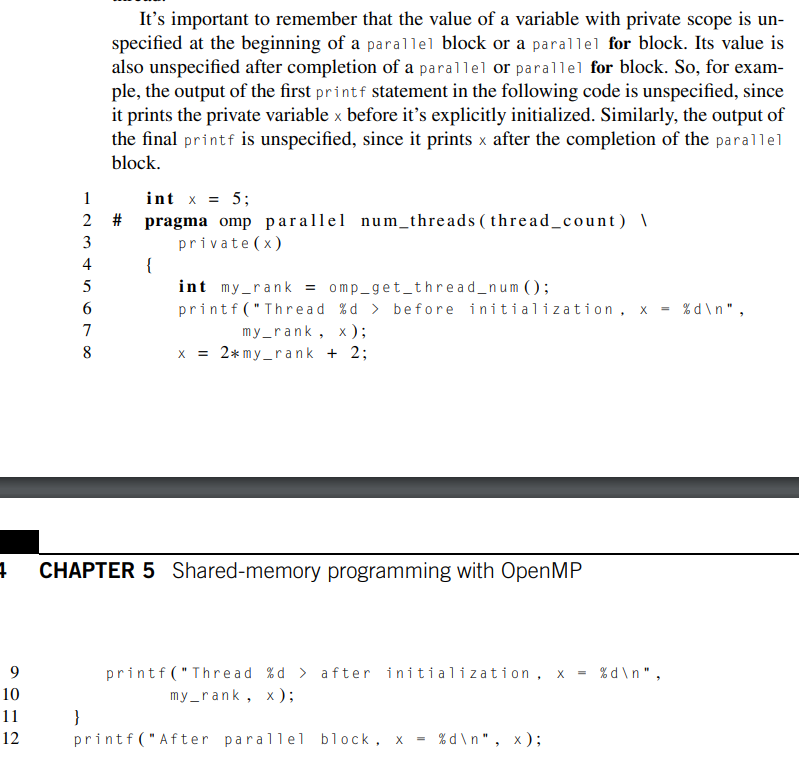 It’s important to remember that the value of a variable with private scope is un-
specified at the beginning of a parallel block or a parallel for block. Its value is
also unspecified after completion of a parallel or parallel for block. So, for exam-
ple, the output of the first printf statement in the following code is unspecified, since
it prints the private variable x before it’s explicitly initialized. Similarly, the output of
the final printf is unspecified, since it prints x after the completion of the parallel
block.
1 int x = 5;
2 # pragma omp parallel num_threads(thread_count) \
3 private(x)
4 {
5 int my_rank = omp_get_thread_num();
6 printf("Thread %d > before initialization, x = %d\n",
7 my_rank, x);
8 x = 2*my_rank + 2;
CHAPTER 5 Shared-memory programming with OpenMP
9 printf("Thread %d > after initialization, x = %d\n",
10 my_rank, x);
11 }
12 printf("After parallel block, x = %d\n", x);